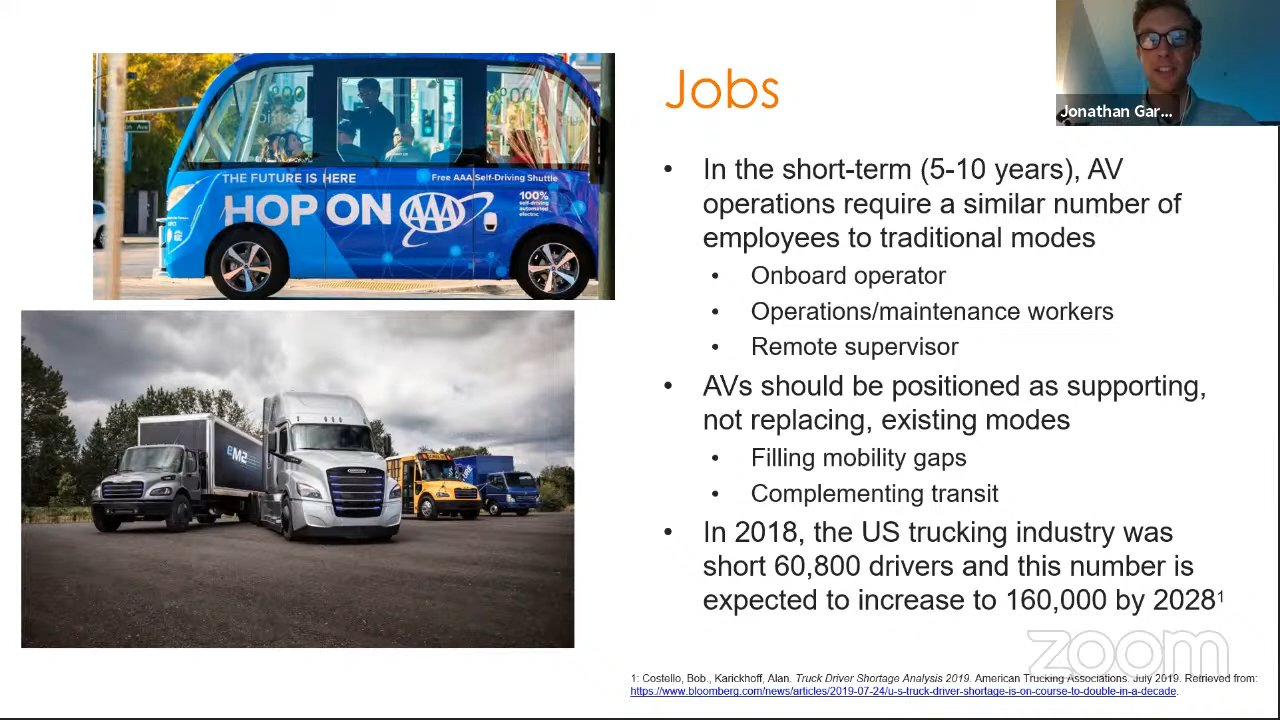 Jobs
Jonathan Gar...
• In the short-term (5-10 years), AV
operations require a similar number of
employees to traditional modes
• Onboard operator
• Operations/maintenance workers
• Remote supervisor
• AVs should be positioned as supporting,
not replacing, existing modes
• Filling mobility gaps
• Complementing transit
• In 2018, the US trucking industry was
short 60,800 drivers and this number is
expected to increase to 160,000 by 2028¹
THE FUTURE IS HERE
Free AAA Self-Driving Shuttle
HOP ON AAA
100%
self-driving
automated
electric
eM2
zoom
1: Costello, Bob., Karickhoff, Alan. Truck Driver Shortage Analysis 2019. American Trucking Associations. July 2019. Retrieved from:
https://www.bloomberg.com/news/articles/2019-07-24/u-s-truck-driver-shortage-is-on-course-to-double-in-a-decade.